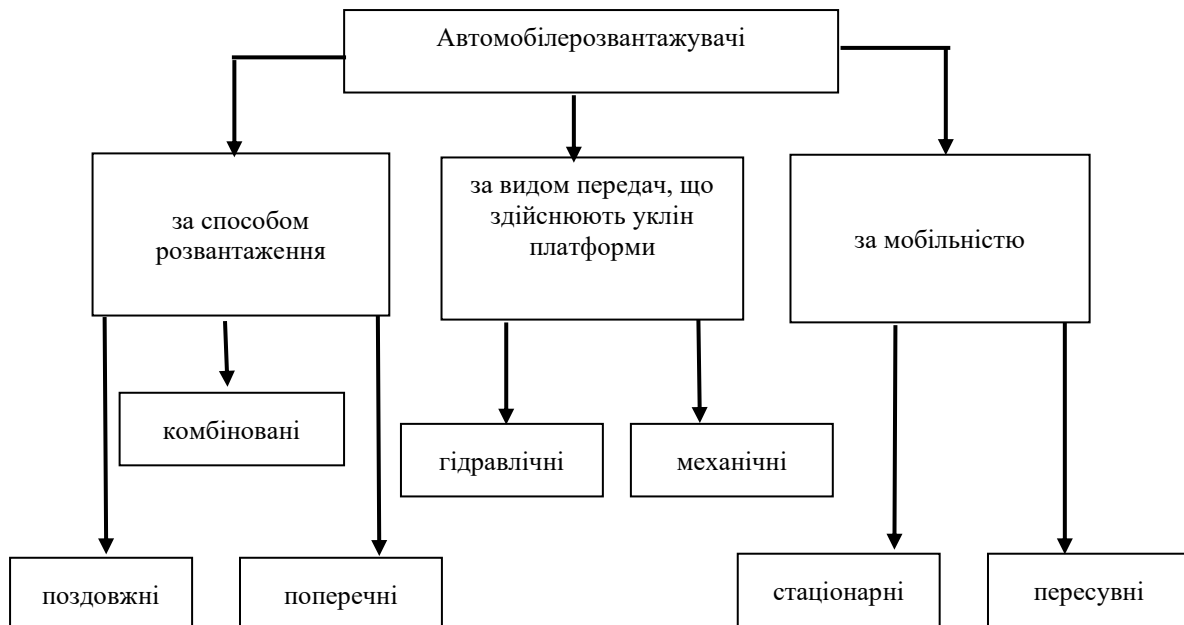 Автомобілерозвантажувачі
за способом
розвантаження
за видом передач, що
здійснюють уклін
платформи
за мобільністю
комбіновані
гідравлічні
механічні
поздовжні
поперечні
стаціонарні
пересувні